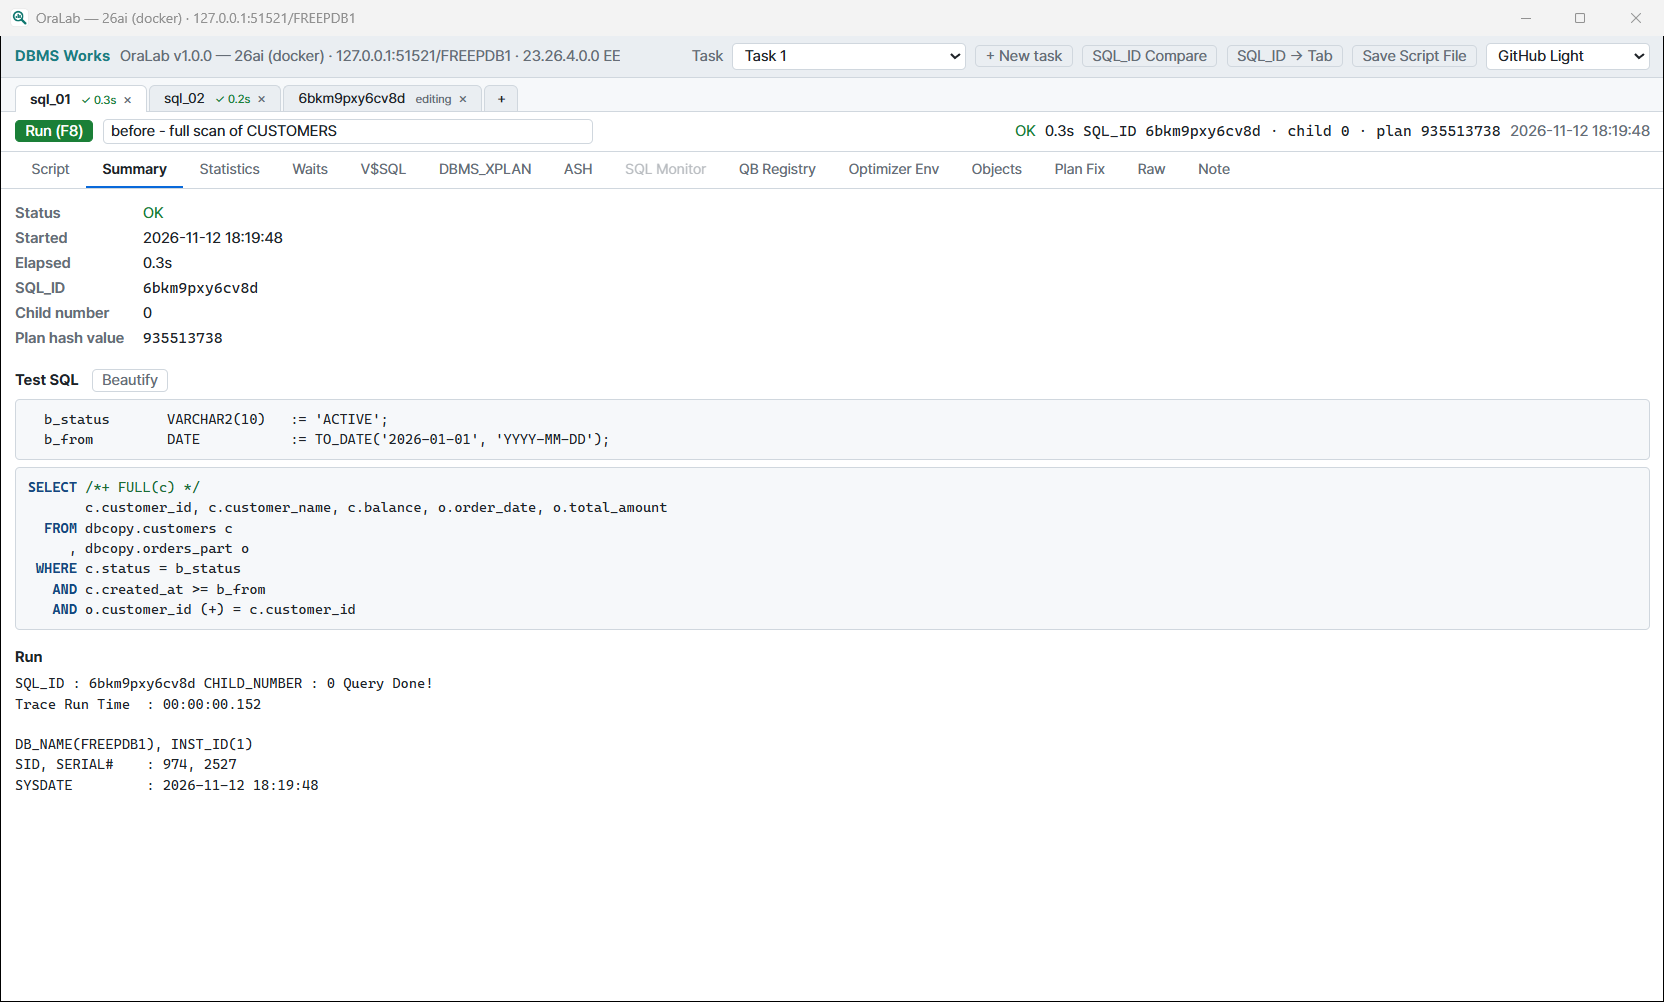 OraLab — 26ai (docker) · 127.0.0.1:51521/FREEPDB1
DBMS Works OraLab v1.0.0 — 26ai (docker) · 127.0.0.1:51521/FREEPDB1 · 23.26.4.0.0 EE Task Task 1 + New task SQL_ID Compare SQL_ID → Tab Save Script File GitHub Light
sql_01 ✓ 0.3s × sql_02 ✓ 0.2s × 6bkm9pxy6cv8d editing × +
Run (F8) before - full scan of CUSTOMERS OK 0.3s SQL_ID 6bkm9pxy6cv8d · child 0 · plan 935513738 2026-11-12 18:19:48
Script Summary Statistics Waits V$SQL DBMS_XPLAN ASH SQL Monitor QB Registry Optimizer Env Objects Plan Fix Raw Note
Status OK
Started 2026-11-12 18:19:48
Elapsed 0.3s
SQL_ID 6bkm9pxy6cv8d
Child number 0
Plan hash value 935513738
Test SQL Beautify
b_status VARCHAR2(10) := 'ACTIVE';
b_from DATE := TO_DATE('2026-01-01', 'YYYY-MM-DD');
SELECT /*+ FULL(c) */
c.customer_id, c.customer_name, c.balance, o.order_date, o.total_amount
FROM dbcopy.customers c
, dbcopy.orders_part o
WHERE c.status = b_status
AND c.created_at >= b_from
AND o.customer_id (+) = c.customer_id
Run
SQL_ID : 6bkm9pxy6cv8d CHILD_NUMBER : 0 Query Done!
Trace Run Time : 00:00:00.152
DB_NAME(FREEPDB1), INST_ID(1)
SID, SERIAL# : 974, 2527
SYSDATE : 2026-11-12 18:19:48